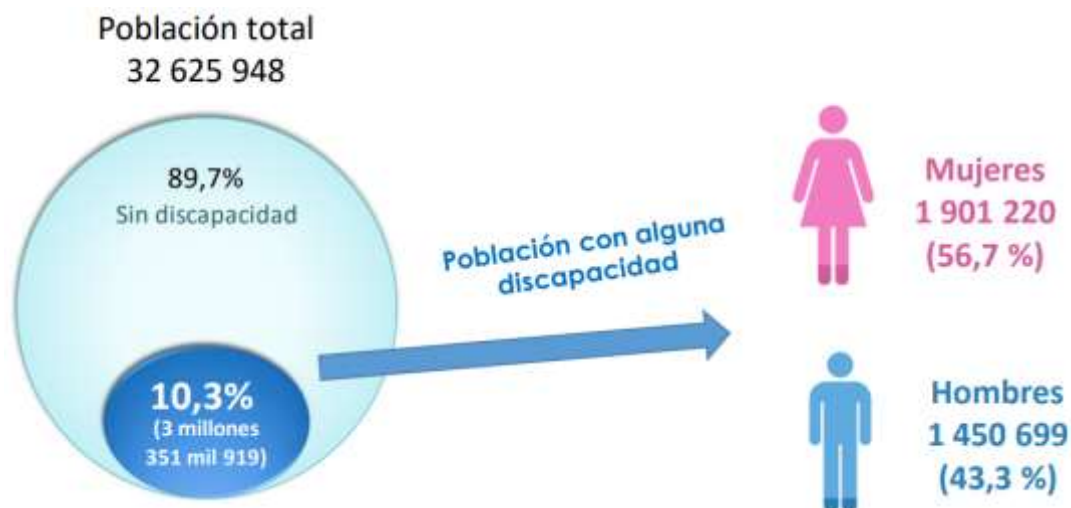 Población total
32 625 948
89,7%
Sin discapacidad
10,3%
(3 millones
351 mil 919)
Población con alguna
discapacidad
Mujeres
1 901 220
(56,7 %)
Hombres
1 450 699
(43,3 %)